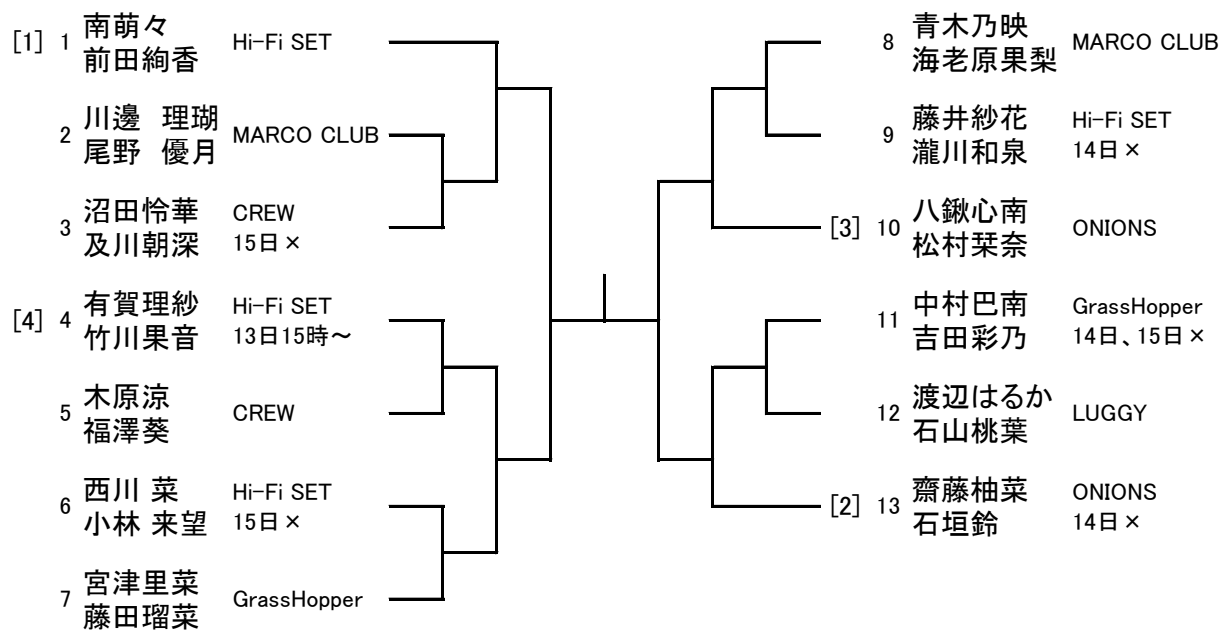 [1] 1 南萌々 Hi-Fi SET
前田絢香
2 川邊　理瑚 MARCO CLUB
尾野　優月
3 沼田怜華 CREW
及川朝深 15日×
[4] 4 有賀理紗 Hi-Fi SET
竹川果音 13日15時～
5 木原涼 CREW
福澤葵
6 西川 菜 Hi-Fi SET
小林 来望 15日×
7 宮津里菜 GrassHopper
藤田瑠菜
8 青木乃映 MARCO CLUB
海老原果梨
9 藤井紗花 Hi-Fi SET
瀧川和泉 14日×
[3] 10 八鍬心南 ONIONS
松村栞奈
11 中村巴南 GrassHopper
吉田彩乃 14日、15日×
12 渡辺はるか LUGGY
石山桃葉
[2] 13 齋藤柚菜 ONIONS
石垣鈴 14日×